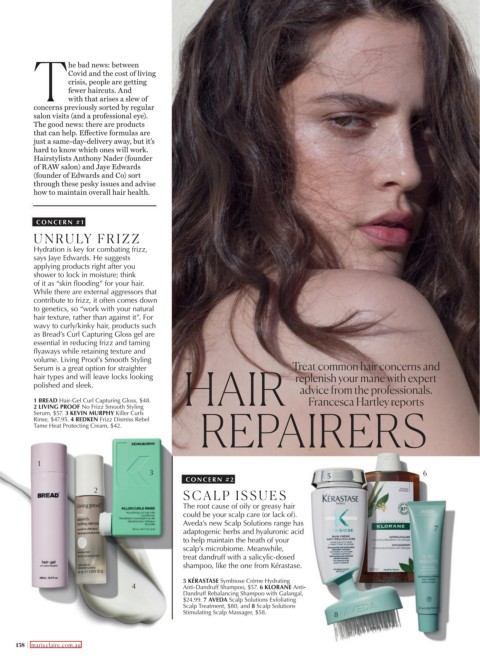 The bad news: between
Covid and the cost of living
crisis, people are getting
fewer haircuts. And
with that arises a slew of
concerns previously sorted by regular
salon visits (and a professional eye).
The good news: there are products
that can help. Effective formulas are
just a same-day-delivery away, but it's
hard to know which ones will work.
Hairstylists Anthony Nader (founder
of RAW salon) and Jaye Edwards
(founder of Edwards and Co) sort
through these pesky issues and advise
how to maintain overall hair health.
CONCERN #1
UNRULY FRIZZ
Hydration is key for combating frizz,
says Jaye Edwards. He suggests
applying products right after you
shower to lock in moisture; think
of it as "skin flooding" for your hair.
While there are external aggressors that
contribute to frizz, it often comes down
to genetics, so "work with your natural
hair texture, rather than against it". For
wavy to curly/kinky hair, products such
as Bread's Curl Capturing Gloss gel are
essential in reducing frizz and taming
flyaways while retaining texture and
volume. Living Proof's Smooth Styling
Serum is a great option for straighter
hair types and will leave locks looking
polished and sleek.
1 BREAD Hair-Gel Curl Capturing Gloss, $48.
2 LIVING PROOF No Frizz Smooth Styling
Serum, $57. 3 KEVIN MURPHY Killer Curls
Rinse, $47.95. 4 REDKEN Frizz Dismiss Rebel
Tame Heat Protecting Cream, $42.
HAIR
REPAIRERS
Treat common hair concerns and
replenish your mane with expert
advice from the professionals.
Francesca Hartley reports
1
BREAD
hair-gel
2
living proof
3
KILLER.CURLS RINSE
4
CONCERN #2
SCALP ISSUES
The root cause of oily or greasy hair
could be your scalp care (or lack of).
Aveda's new Scalp Solutions range has
adaptogenic herbs and hyaluronic acid
to help maintain the heath of your
scalp's microbiome. Meanwhile,
treat dandruff with a salicylic-dosed
shampoo, like the one from Kérastase.
5 KÉRASTASE Symbiose Crème Hydrating
Anti-Dandruff Shampoo, $57. 6 KLORANE Anti-
Dandruff Rebalancing Shampoo with Galangal,
$24.99. 7 AVEDA Scalp Solutions Exfoliating
Scalp Treatment, $80, and 8 Scalp Solutions
Stimulating Scalp Massager, $58.
5
KÉRASTASE
6
KLORANE
7
8
AVEDA
158 | marieclaire.com.au